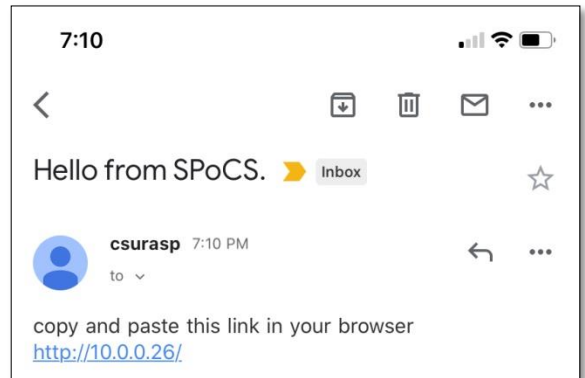 7:10
Hello from SPoCS. Inbox
csurasp 7:10 PM
to
copy and paste this link in your browser
http://10.0.0.26/